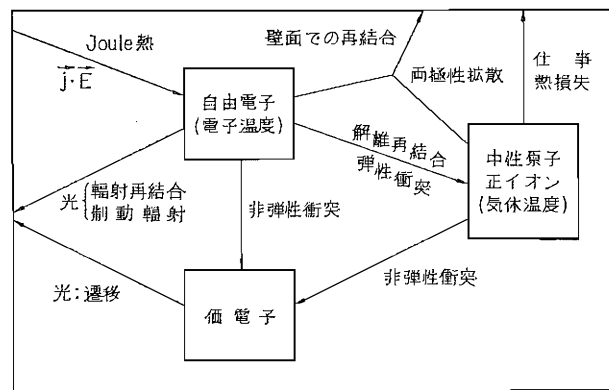 Joule熱
j・E
壁面での再結合
両極性拡散
仕事
熱損失
自由電子
(電子温度)
解離再結合
弾性衝突
中性原子
正イオン
(気休温度)
光{輻射再結合
制動輻射
非弾性衝突
非弾性衝突
光:遷移
価電子